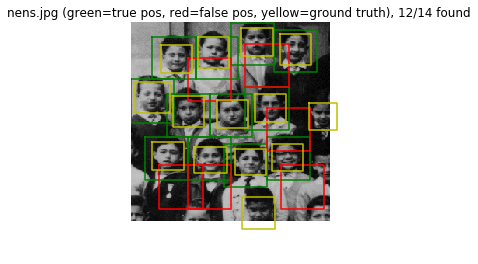 nens.jpg (green=true pos, red=false pos, yellow=ground truth), 12/14 found